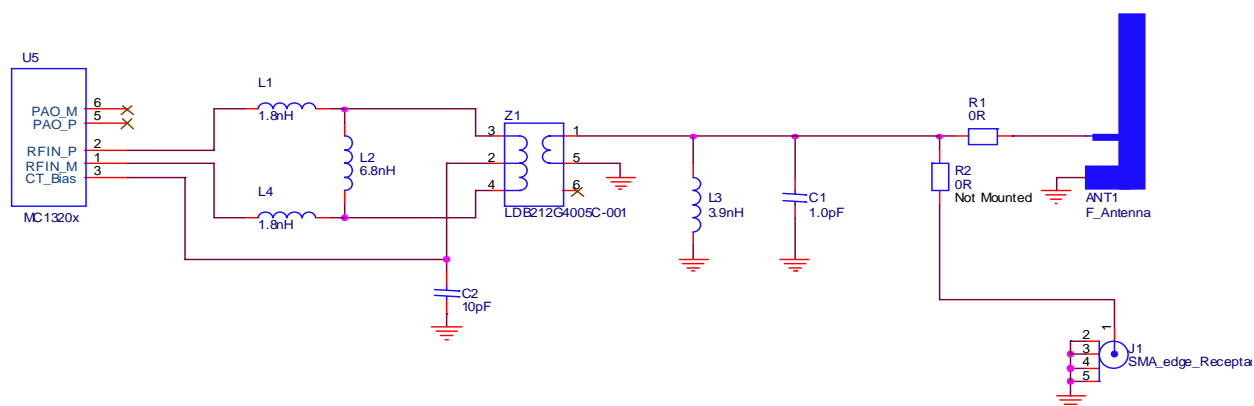 U5
PAO_M
6
PAO_P
5
RFIN_P
2
RFIN_M
1
CT_Bias
3
MC1320x
L1
1.8nH
L2
6.8nH
L4
1.8nH
C2
10pF
Z1
3
2
4
1
5
6
LDB212G4005C-001
L3
3.9nH
C1
1.0pF
R1
0R
R2
0R
Not Mounted
ANT1
F_Antenna
1
2
3
4
5
J1
SMA_edge_Receptac